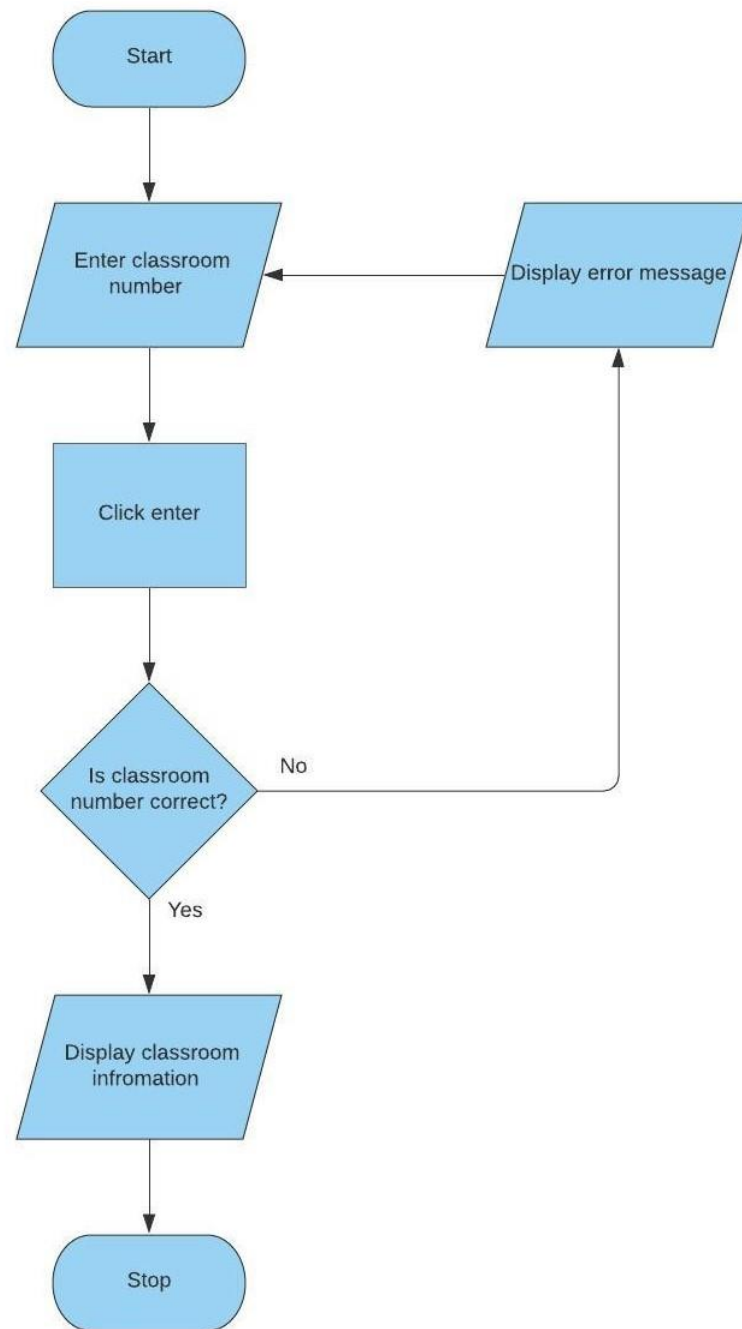 Start
Enter classroom
number
Display error message
Click enter
Is classroom
number correct?
No
Yes
Display classroom
infromation
Stop